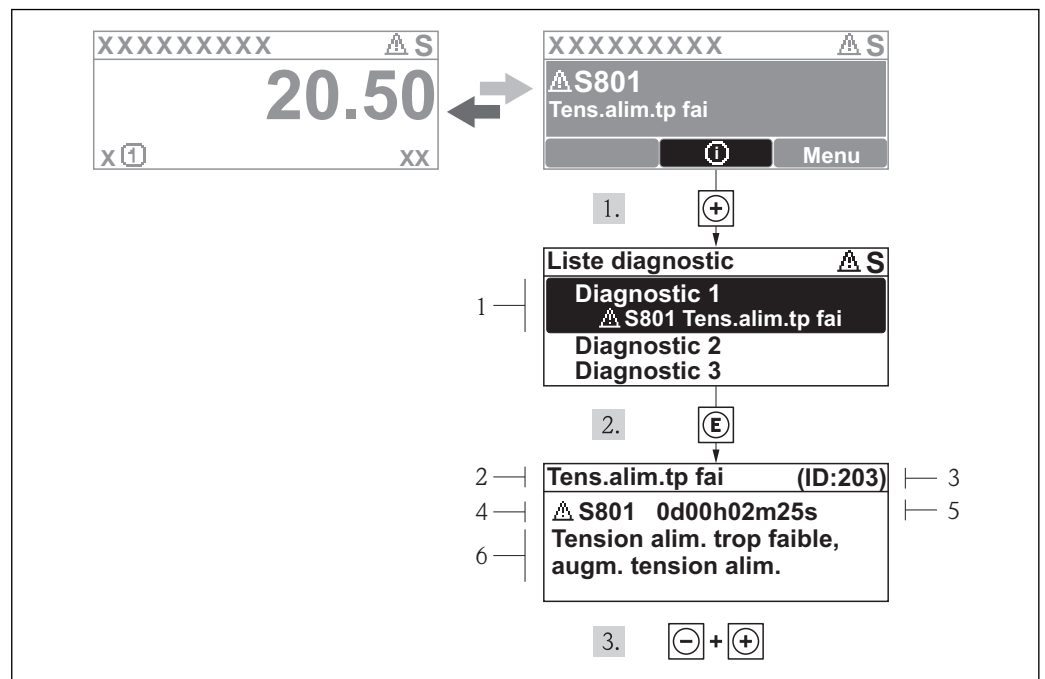 XXXXXXXXX ⚠ S
20.50
x ① xx
XXXXXXXXX ⚠ S
⚠ S801
Tens.alim.tp fai
ⓘ Menu
1. +
Liste diagnostic ⚠ S
1 Diagnostic 1
⚠ S801 Tens.alim.tp fai
Diagnostic 2
Diagnostic 3
2. E
2 Tens.alim.tp fai (ID:203) 3
4 ⚠ S801 0d00h02m25s 5
6 Tension alim. trop faible,
augm. tension alim.
3. - + +